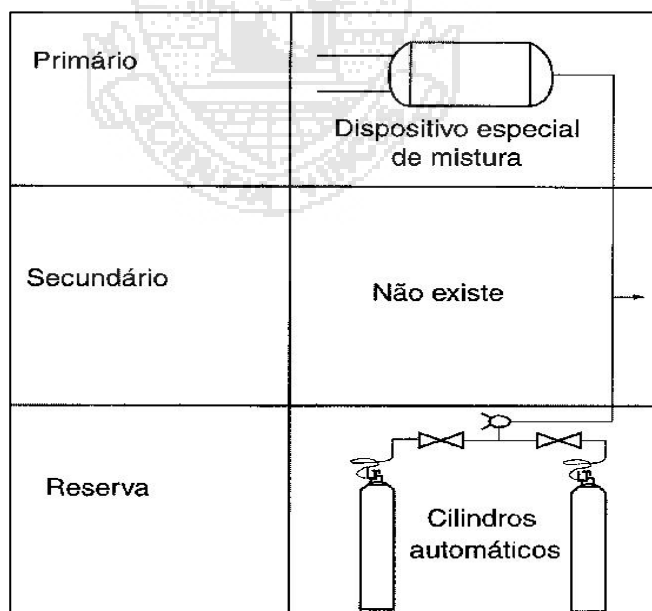 Primário
Dispositivo especial
de mistura
Secundário
Não existe
Reserva
Cilindros
automáticos